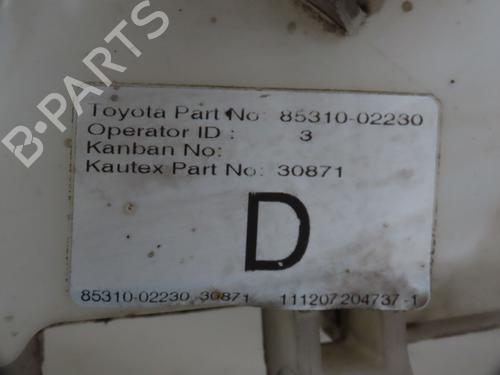 B-PARTS
Toyota Part No: 85310-02230
Operator ID : 3
Kanban No:
Kautex Part No: 30871
D
85310-02230 30871 111207204737-1